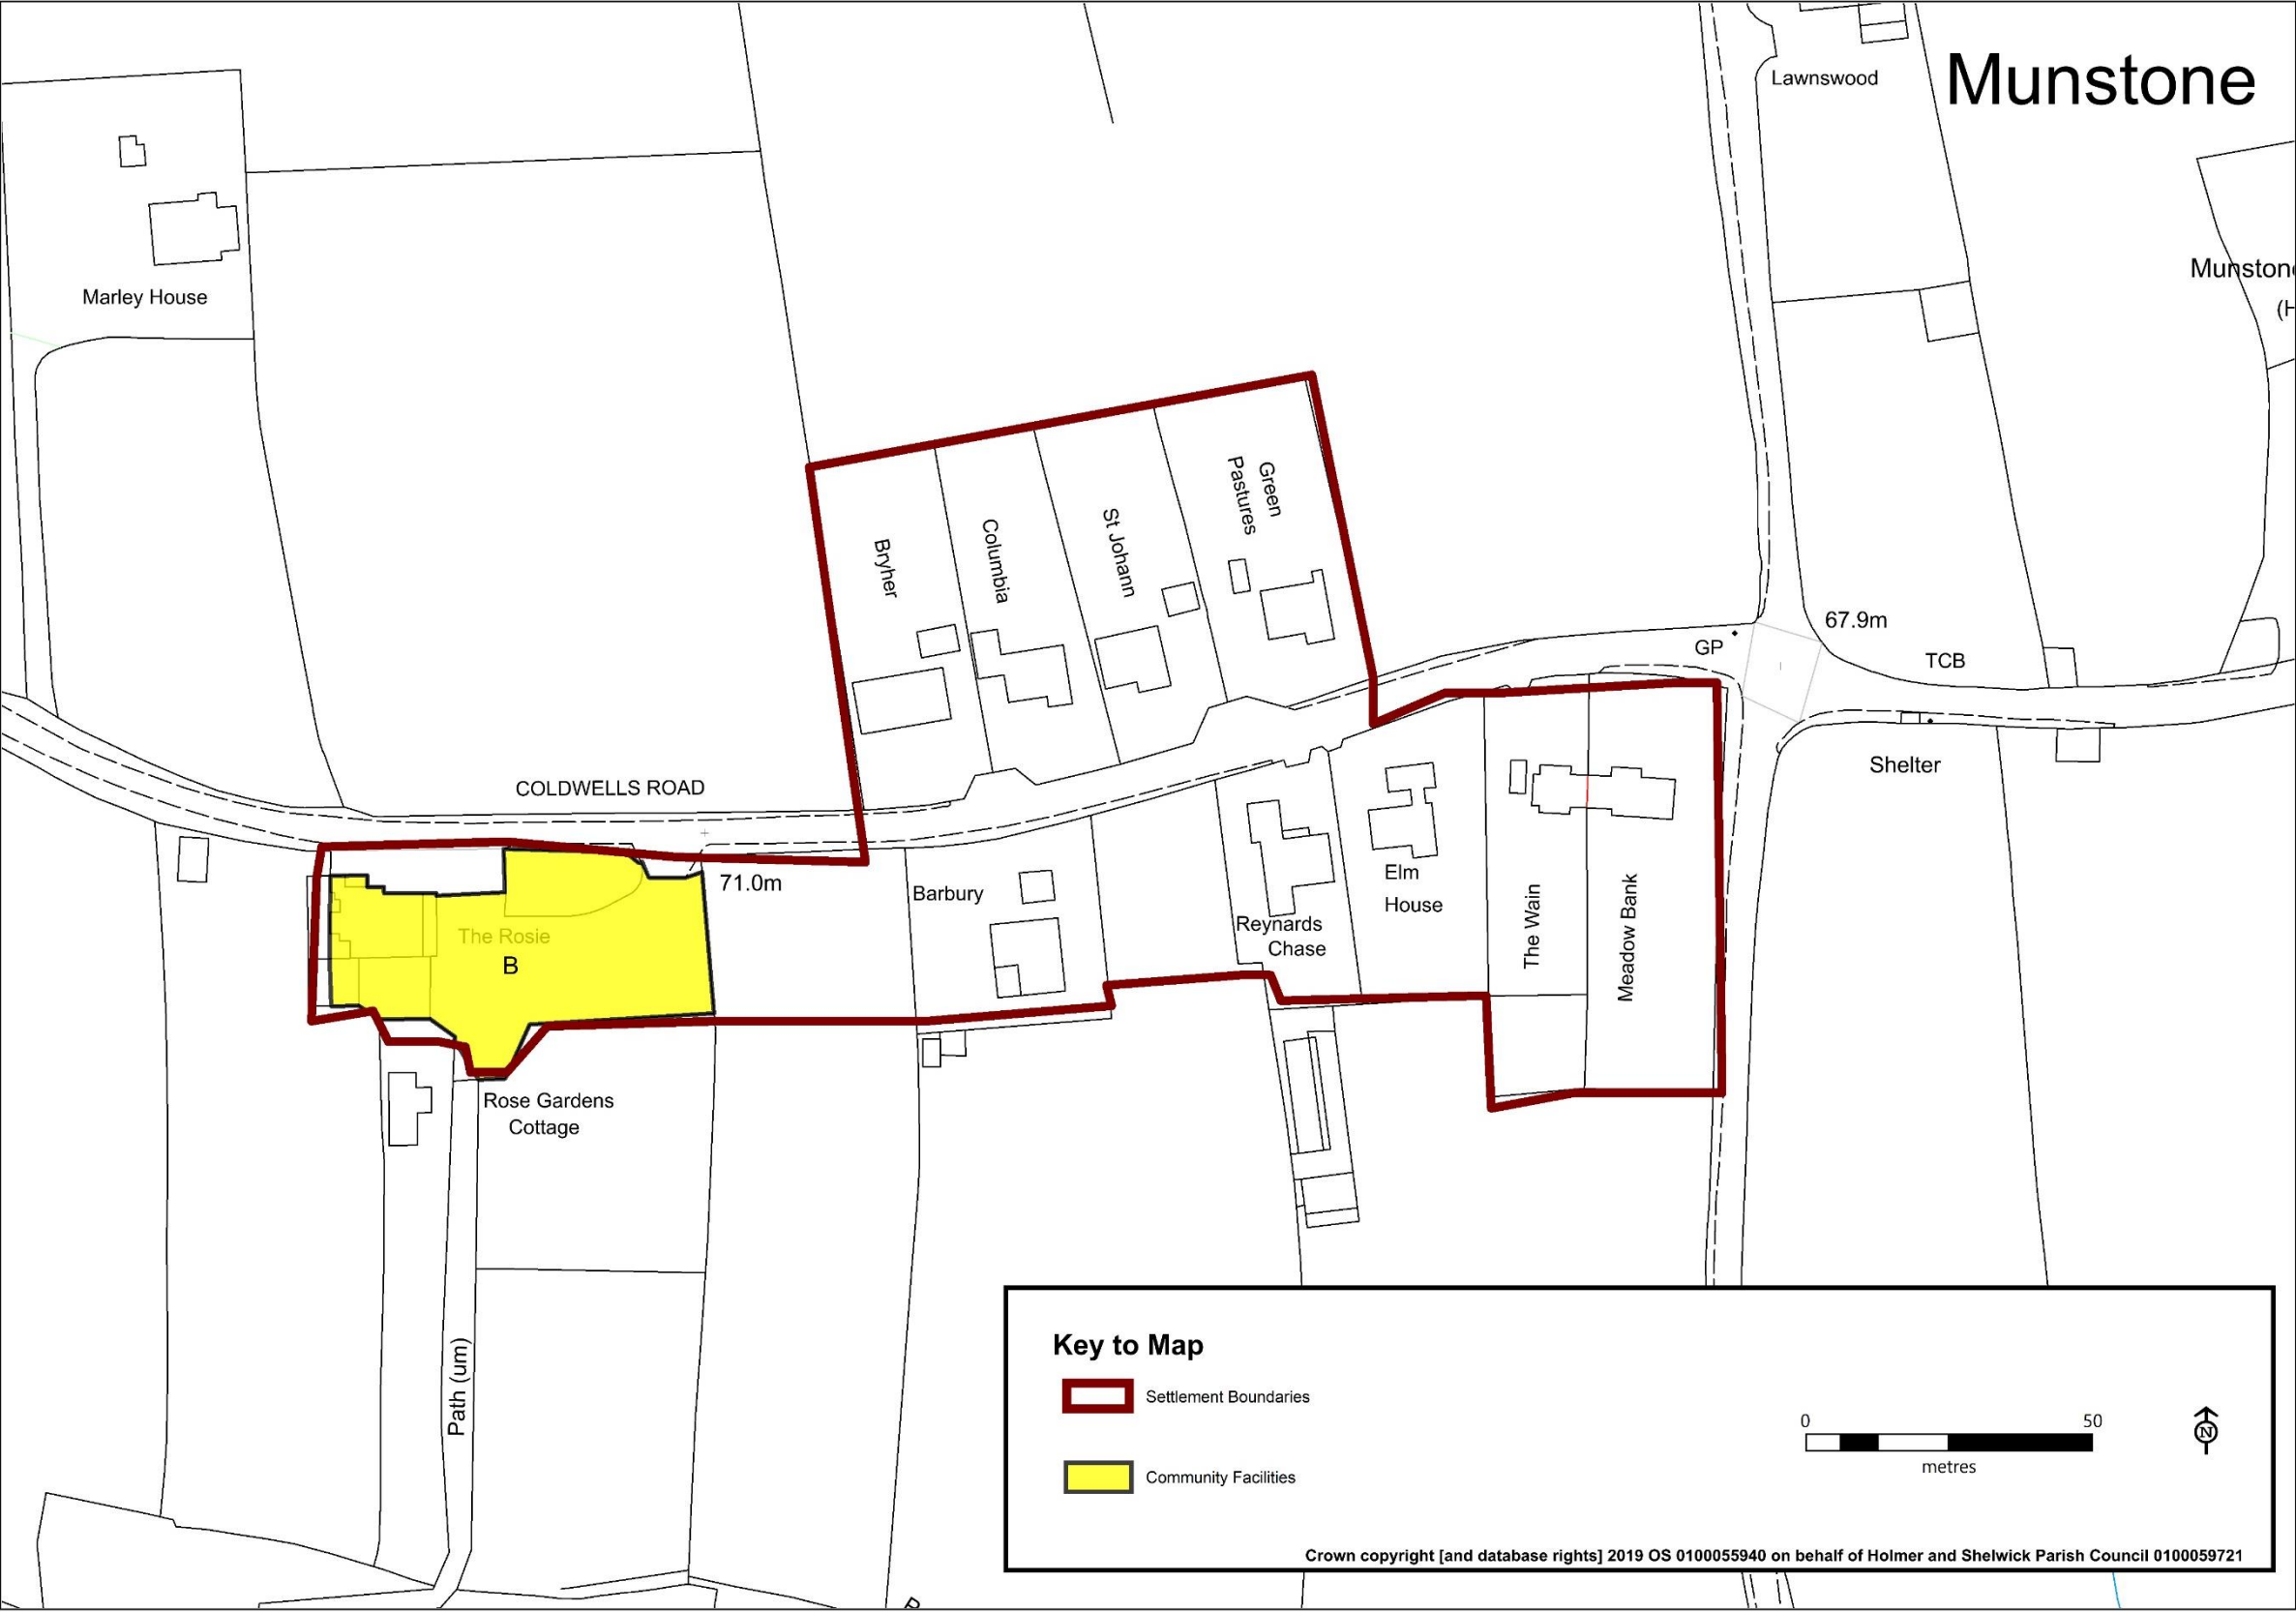 Munstone
Lawnswood
Munston
(H
Marley House
Green
Pastures
St Johann
Columbia
Bryher
67.9m
GP
TCB
Shelter
COLDWELLS ROAD
71.0m
Barbury
Elm
House
Reynards
Chase
The Wain
Meadow Bank
The Rosie
B
Rose Gardens
Cottage
Path (um)
Key to Map
Settlement Boundaries
Community Facilities
0 50
metres
N
Crown copyright [and database rights] 2019 OS 0100055940 on behalf of Holmer and Shelwick Parish Council 0100059721